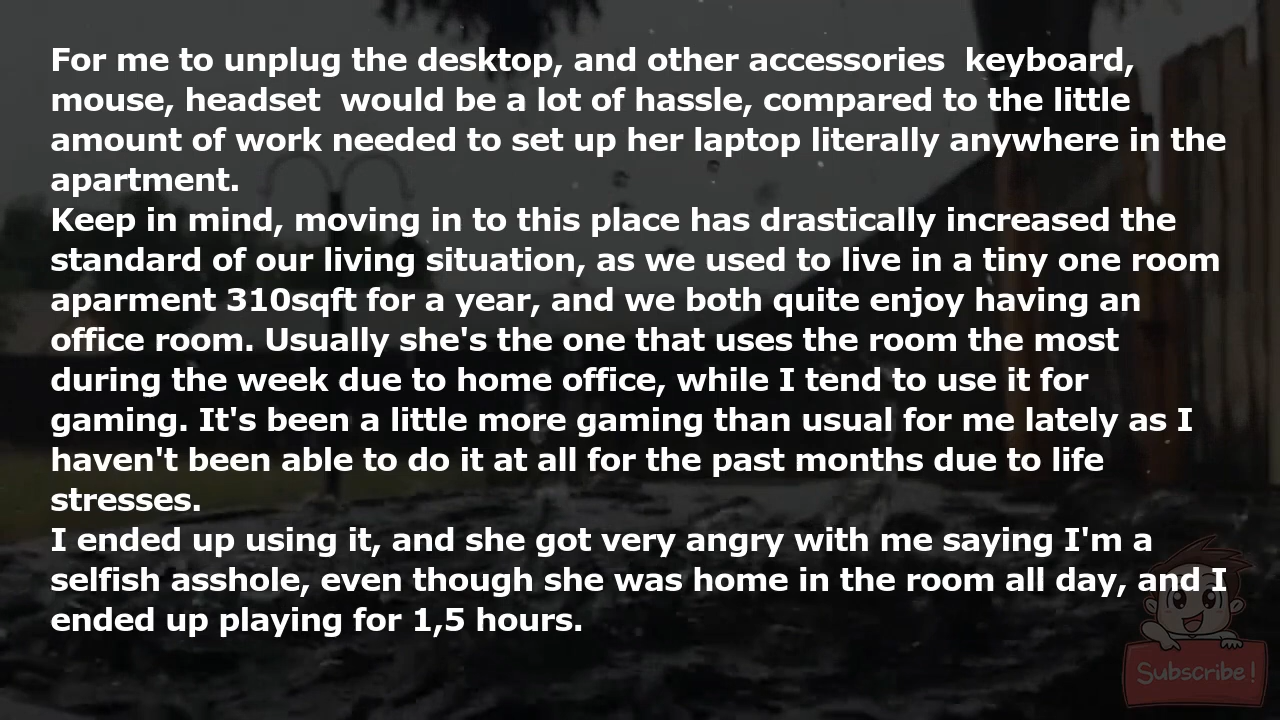 For me to unplug the desktop, and other accessories  keyboard,
mouse, headset  would be a lot of hassle, compared to the little
amount of work needed to set up her laptop literally anywhere in the
apartment.
Keep in mind, moving in to this place has drastically increased the
standard of our living situation, as we used to live in a tiny one room
aparment 310sqft for a year, and we both quite enjoy having an
office room. Usually she's the one that uses the room the most
during the week due to home office, while I tend to use it for
gaming. It's been a little more gaming than usual for me lately as I
haven't been able to do it at all for the past months due to life
stresses.
I ended up using it, and she got very angry with me saying I'm a
selfish asshole, even though she was home in the room all day, and I
ended up playing for 1,5 hours.
Subscribe!